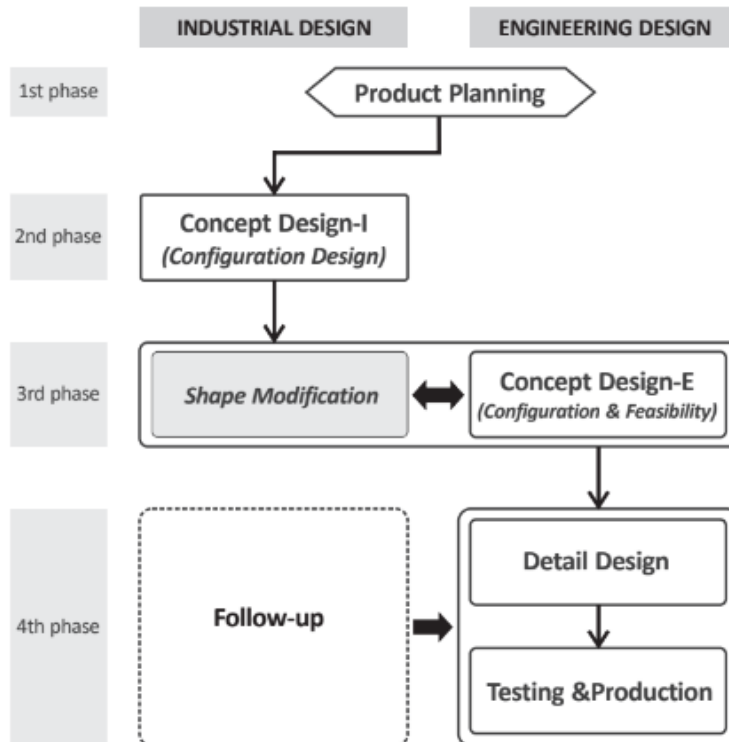 INDUSTRIAL DESIGN
ENGINEERING DESIGN
1st phase
Product Planning
2nd phase
Concept Design-I
(Configuration Design)
3rd phase
Shape Modification
Concept Design-E
(Configuration & Feasibility)
4th phase
Follow-up
Detail Design
Testing &Production